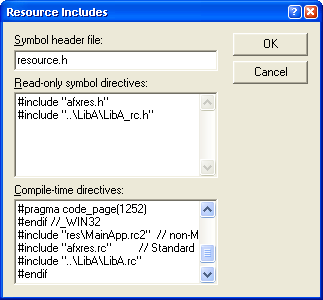 Resource Includes
Symbol header file:
OK
resource.h
Cancel
Read-only symbol directives:
#include "afxres.h"
#include "..\LibA\LibA_rc.h"
Compile-time directives:
#pragma code_page(1252)
#endif //_WIN32
#include "res\MainApp.rc2" // non-M
#include "afxres.rc" // Standard
#include "..\LibA\LibA.rc"
#endif